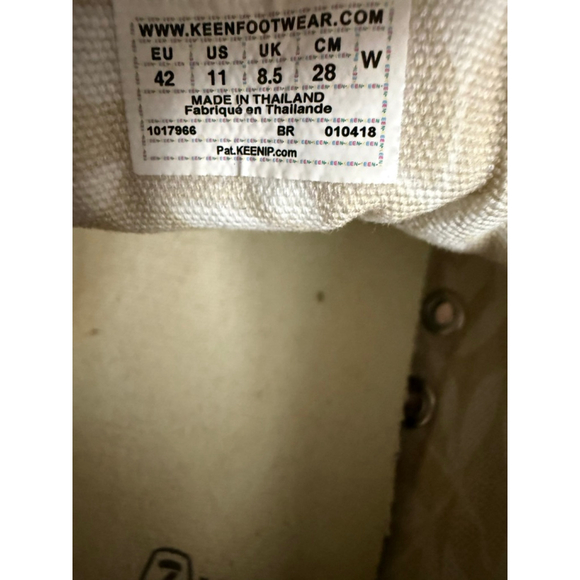 WWW.KEENFOOTWEAR.COM
EU US UK CM W
42 11 8.5 28
MADE IN THAILAND
Fabriqué en Thaïlande
1017966 BR 010418
Pat.KEENIP.com